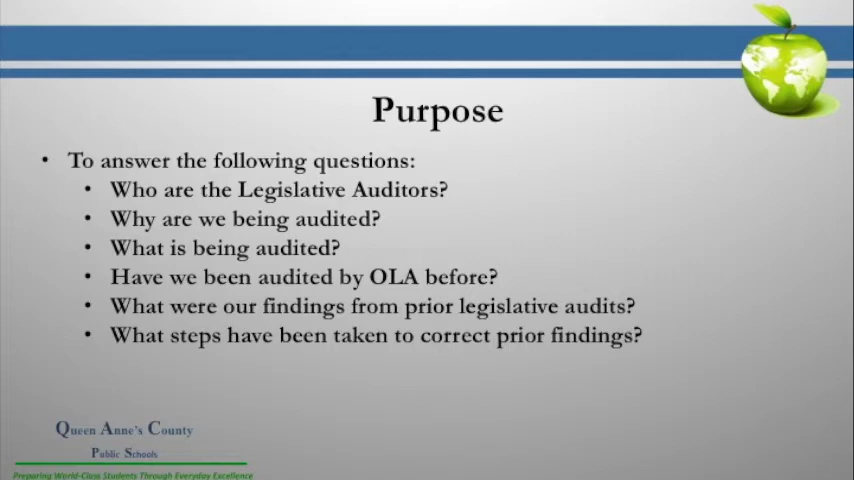 Purpose
• To answer the following questions:
• Who are the Legislative Auditors?
• Why are we being audited?
• What is being audited?
• Have we been audited by OLA before?
• What were our findings from prior legislative audits?
• What steps have been taken to correct prior findings?
Queen Anne's County
Public Schools
Preparing World-Class Students Through Everyday Excellence